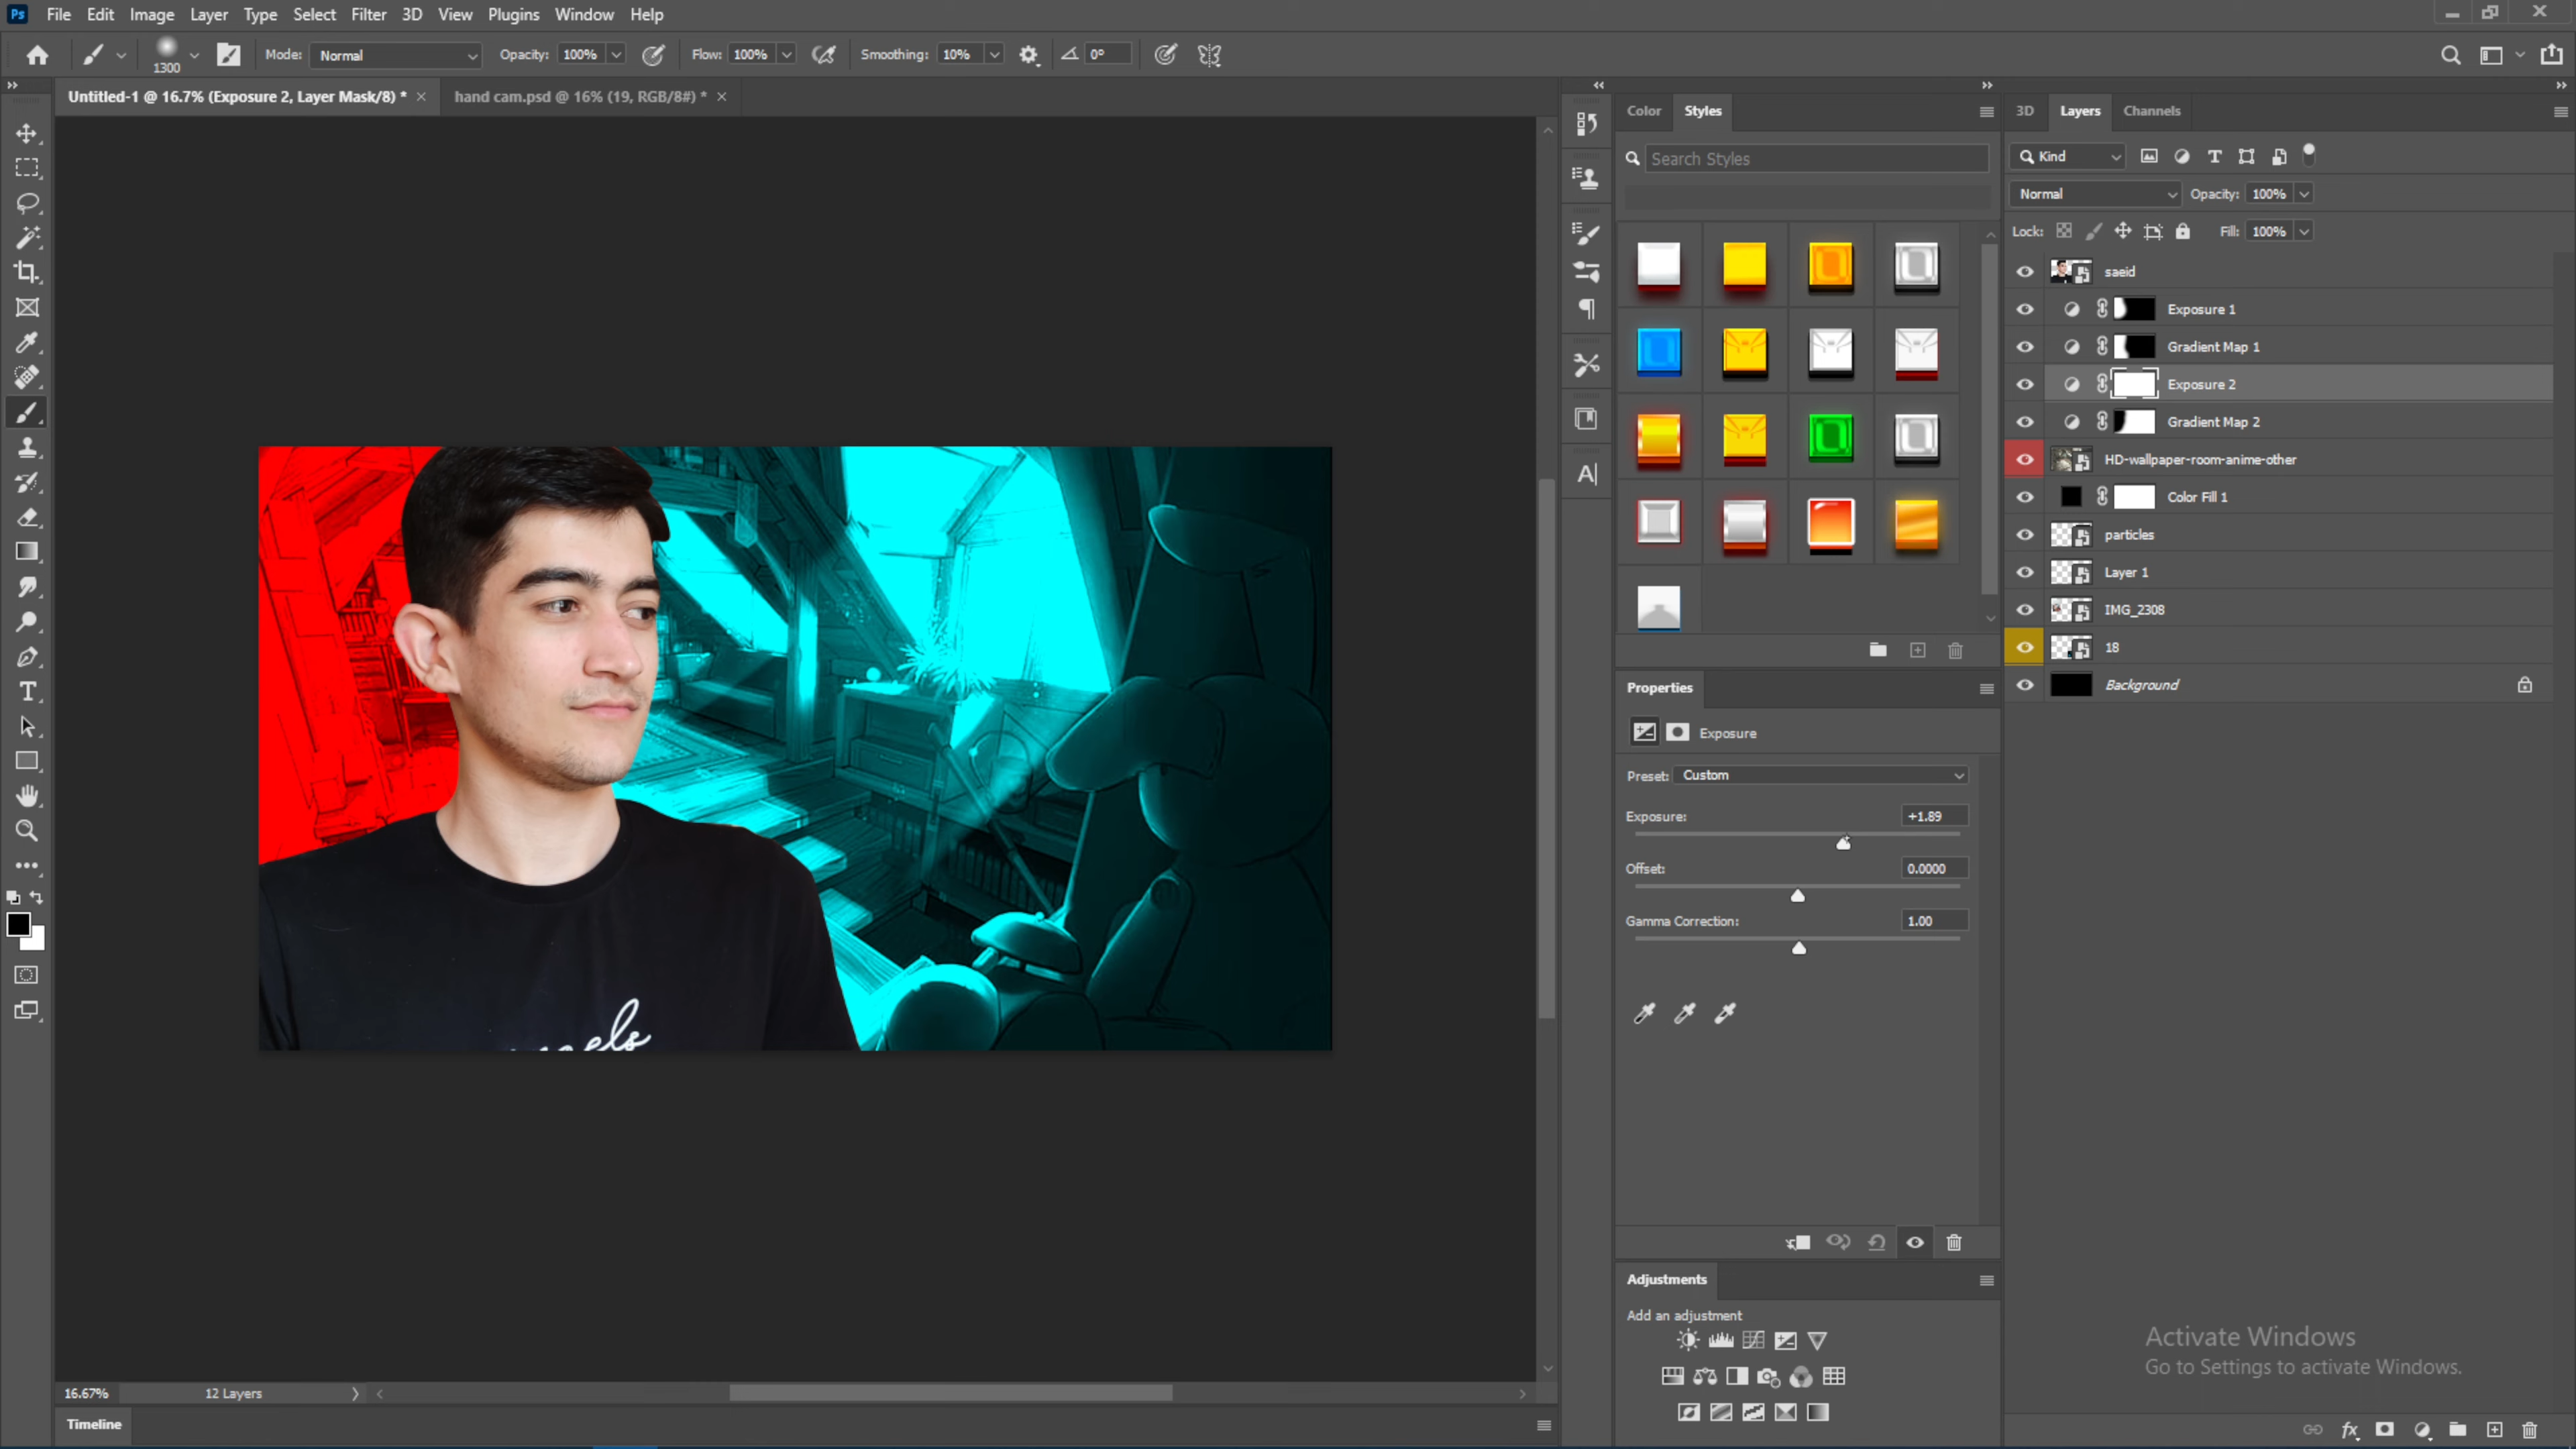 Ps File Edit Image Layer Type Select Filter 3D View Plugins Window Help
1300 Mode: Normal Opacity: 100% Flow: 100% Smoothing: 10% 0°
Untitled-1 @ 16.7% (Exposure 2, Layer Mask/8) * × hand cam.psd @ 16% (19, RGB/8#) * ×
Color Styles
Search Styles
Properties
Exposure
Preset: Custom
Exposure: +1.89
Offset: 0.0000
Gamma Correction: 1.00
Adjustments
Add an adjustment
3D Layers Channels
Kind
Normal Opacity: 100%
Lock: Fill: 100%
saeid
Exposure 1
Gradient Map 1
Exposure 2
Gradient Map 2
HD-wallpaper-room-anime-other
Color Fill 1
particles
Layer 1
IMG_2308
18
Background
Activate Windows
Go to Settings to activate Windows.
16.67% 12 Layers
Timeline